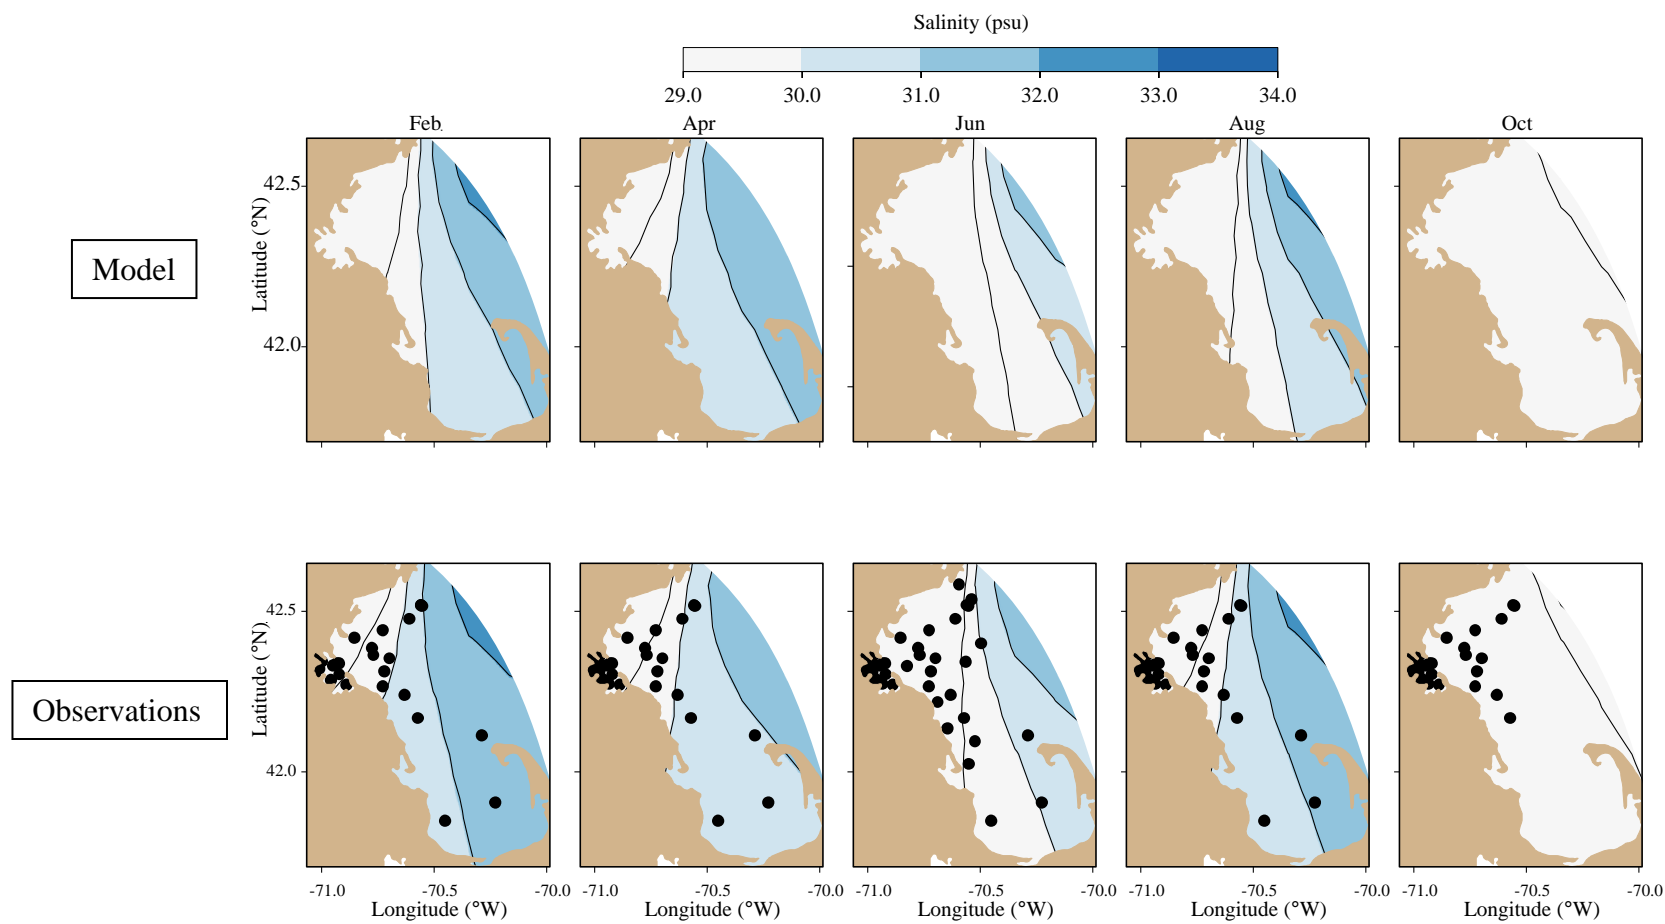 Salinity (psu)
29.0 30.0 31.0 32.0 33.0 34.0
Feb. Apr Jun Aug Oct
Model
Latitude (°N)
42.5
42.0
Observations
Latitude (°N)
42.5
42.0
-71.0 -70.5 -70.0 -71.0 -70.5 -70.0 -71.0 -70.5 -70.0 -71.0 -70.5 -70.0 -71.0 -70.5 -70.0
Longitude (°W) Longitude (°W) Longitude (°W) Longitude (°W) Longitude (°W)